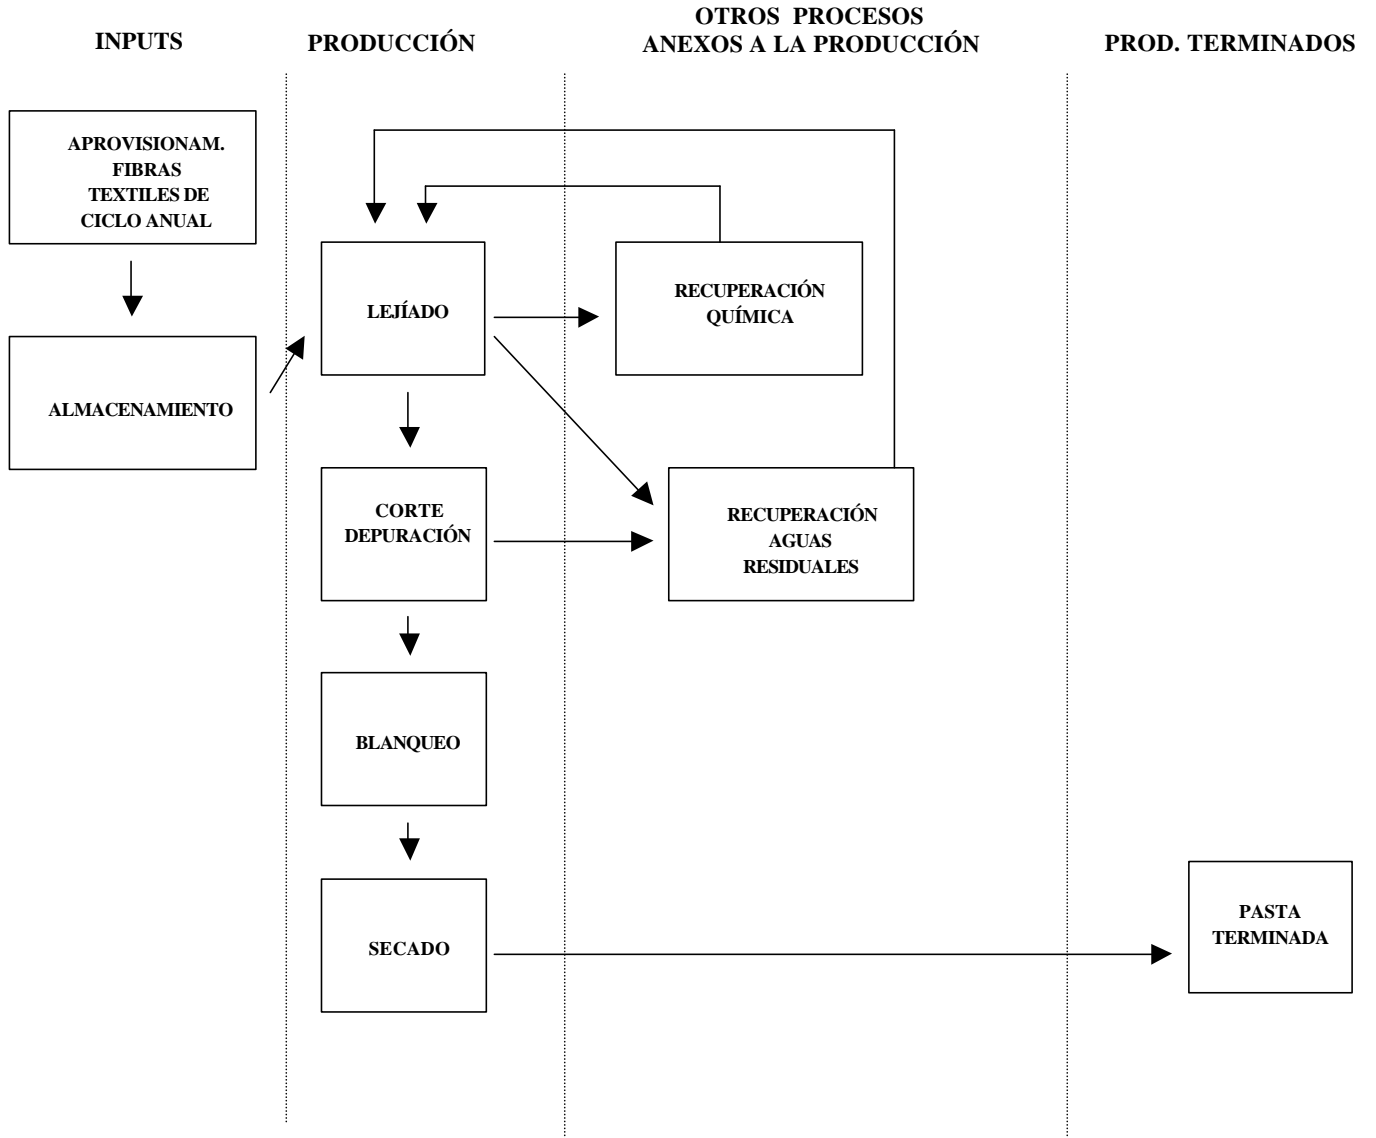 INPUTS
PRODUCCIÓN
OTROS PROCESOS
ANEXOS A LA PRODUCCIÓN
PROD. TERMINADOS
APROVISIONAM.
FIBRAS
TEXTILES DE
CICLO ANUAL
ALMACENAMIENTO
LEJÍADO
RECUPERACIÓN
QUÍMICA
CORTE
DEPURACIÓN
RECUPERACIÓN
AGUAS
RESIDUALES
BLANQUEO
SECADO
PASTA
TERMINADA